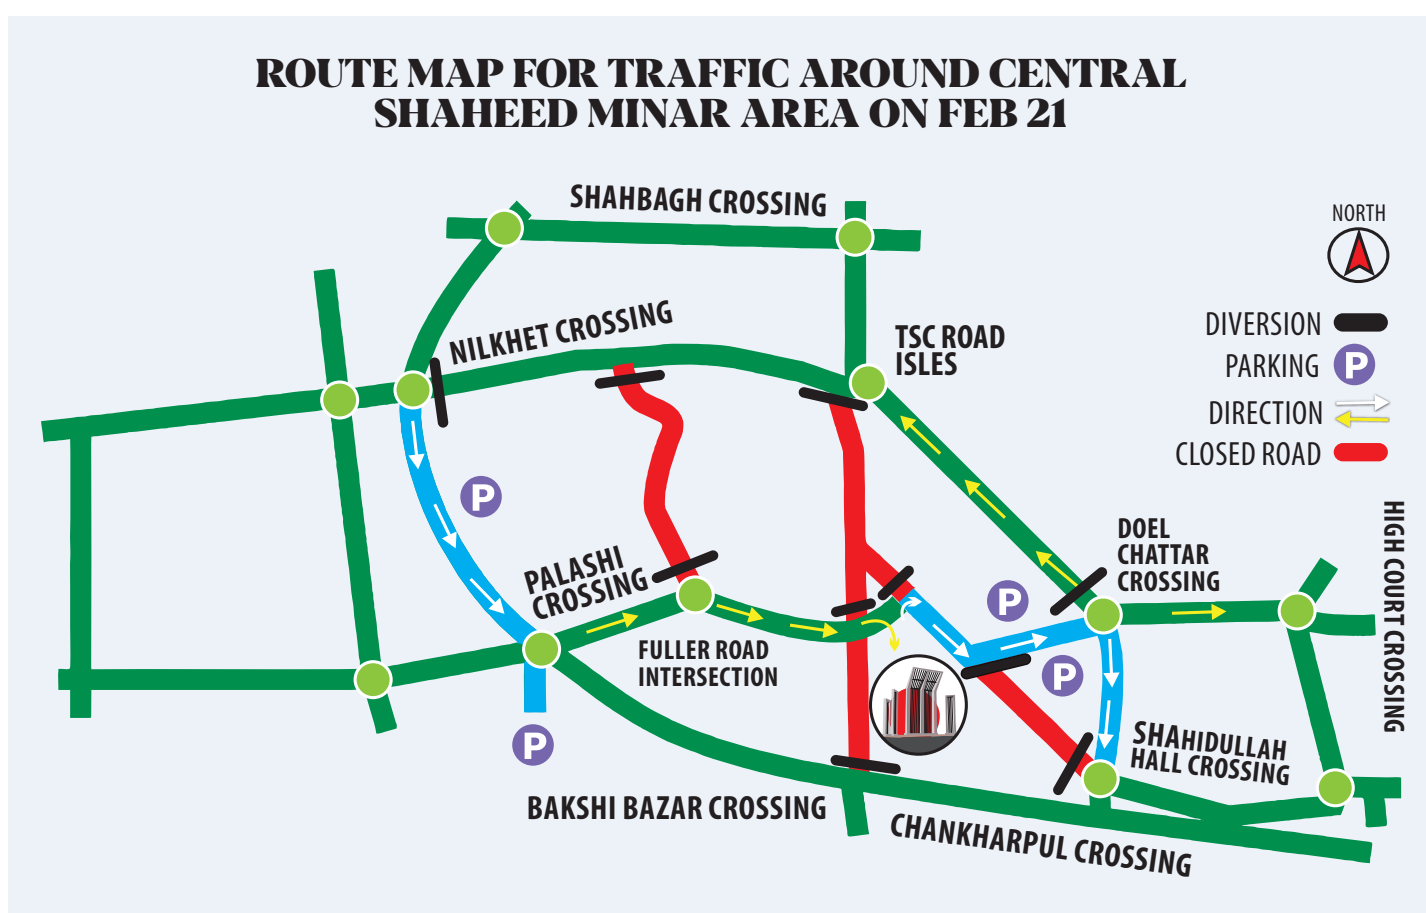 ROUTE MAP FOR TRAFFIC AROUND CENTRAL
SHAHEED MINAR AREA ON FEB 21
SHAHBAGH CROSSING
NORTH
NILKHET CROSSING
TSC ROAD
ISLES
DIVERSION
PARKING
P
DIRECTION
CLOSED ROAD
P
HIGH COURT CROSSING
DOEL
CHATTAR
CROSSING
PALASHI
CROSSING
P
FULLER ROAD
INTERSECTION
P
P
SHAHIDULLAH
HALL CROSSING
BAKSHI BAZAR CROSSING
CHANKHARPUL CROSSING